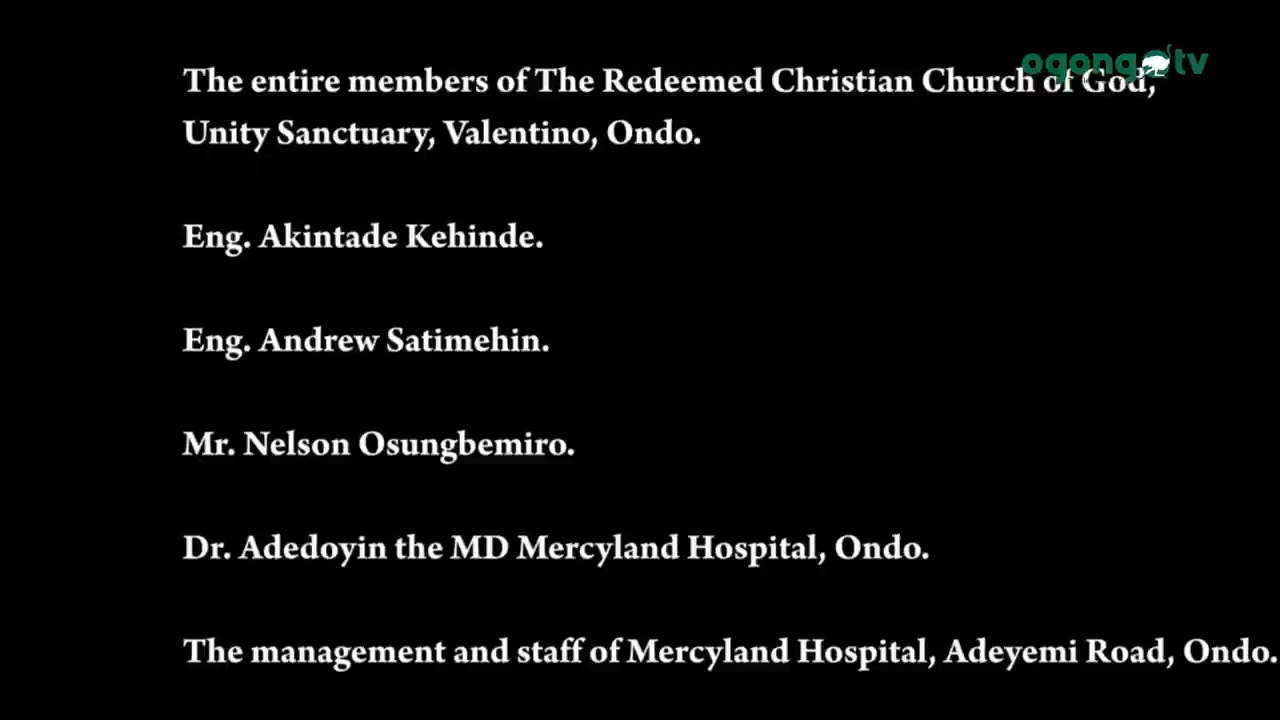 ogongotv
The entire members of The Redeemed Christian Church of God,
Unity Sanctuary, Valentino, Ondo.
Eng. Akintade Kehinde.
Eng. Andrew Satimehin.
Mr. Nelson Osungbemiro.
Dr. Adedoyin the MD Mercyland Hospital, Ondo.
The management and staff of Mercyland Hospital, Adeyemi Road, Ondo.